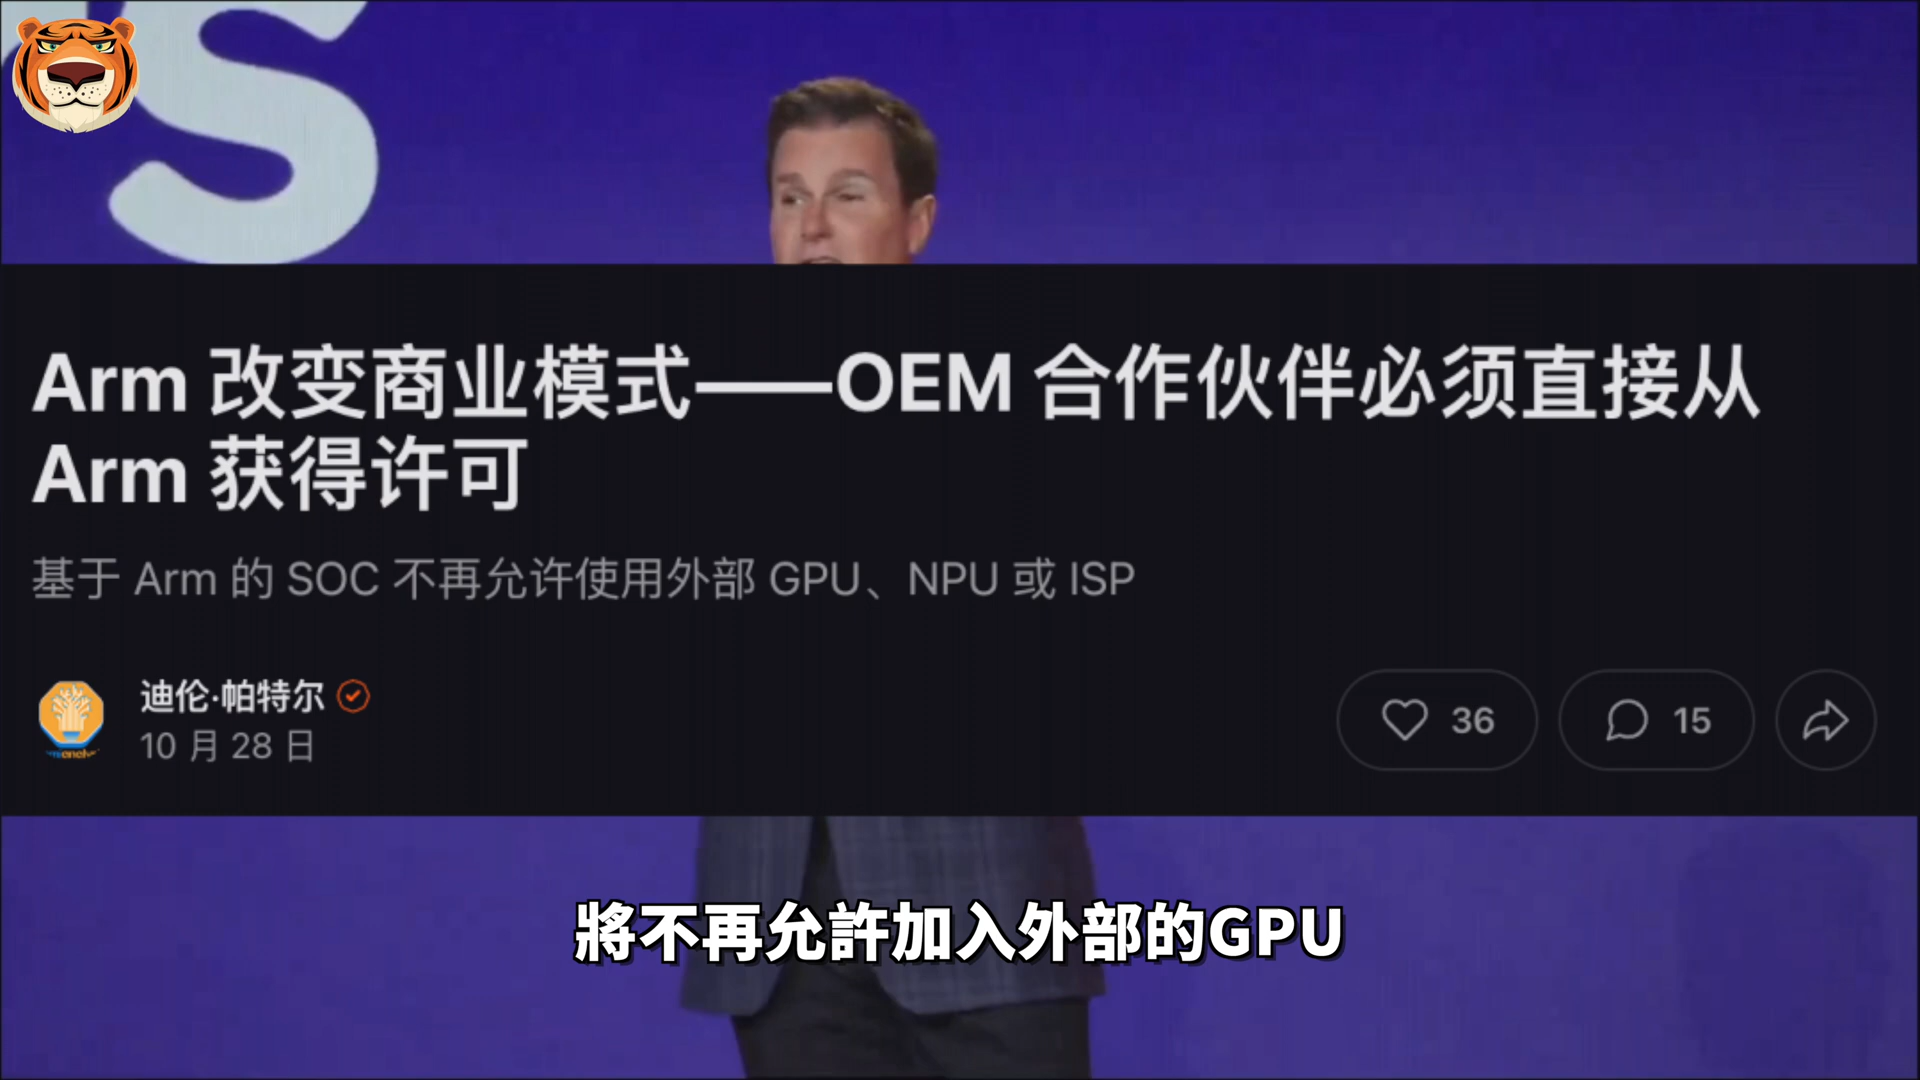 S
Arm 改变商业模式——OEM 合作伙伴必须直接从
Arm 获得许可
基于 Arm 的 SOC 不再允许使用外部 GPU、NPU 或 ISP
迪伦·帕特尔
10 月 28 日
36
15
將不再允許加入外部的GPU